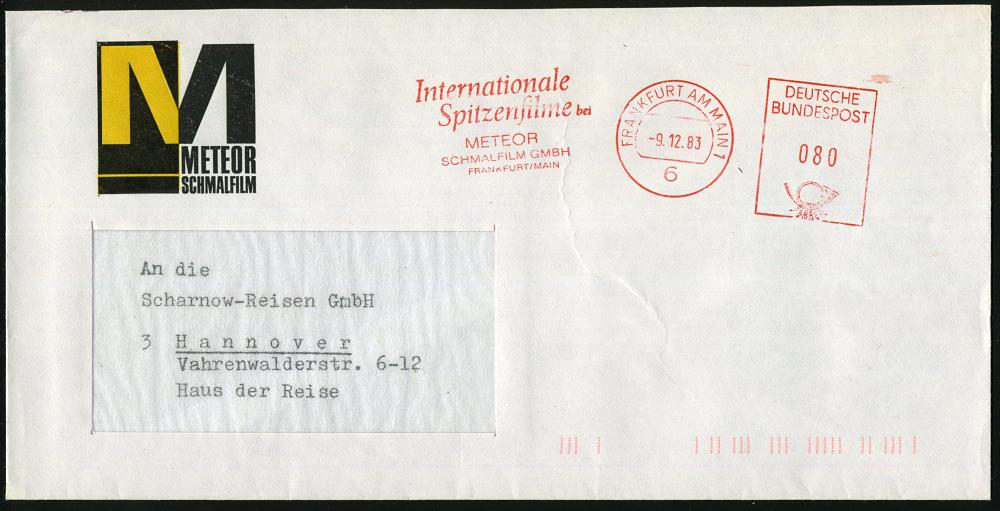 M
METEOR
SCHMALFILM
Internationale
Spitzenfilme bei
METEOR
SCHMALFILM GMBH
FRANKFURT/MAIN
FRANKFURT AM MAIN 1
-9.12.83
6
DEUTSCHE
BUNDESPOST
080
An die
Scharnow-Reisen GmbH
3 Hannover
Vahrenwalderstr. 6-12
Haus der Reise